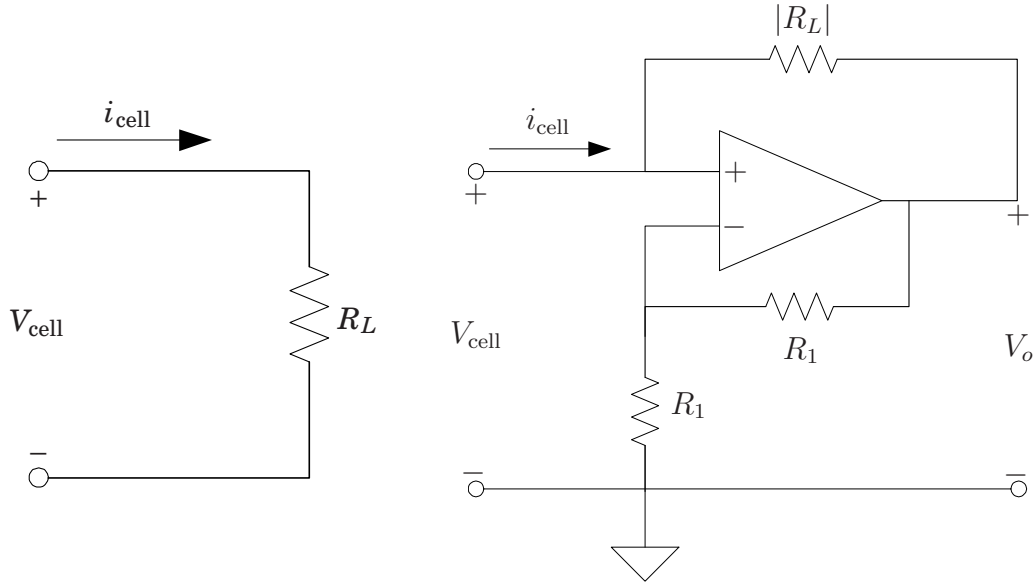 i_cell
+
V_cell
R_L
−
|R_L|
i_cell
+
+
−
+
V_cell
R_1
V_o
R_1
−
−